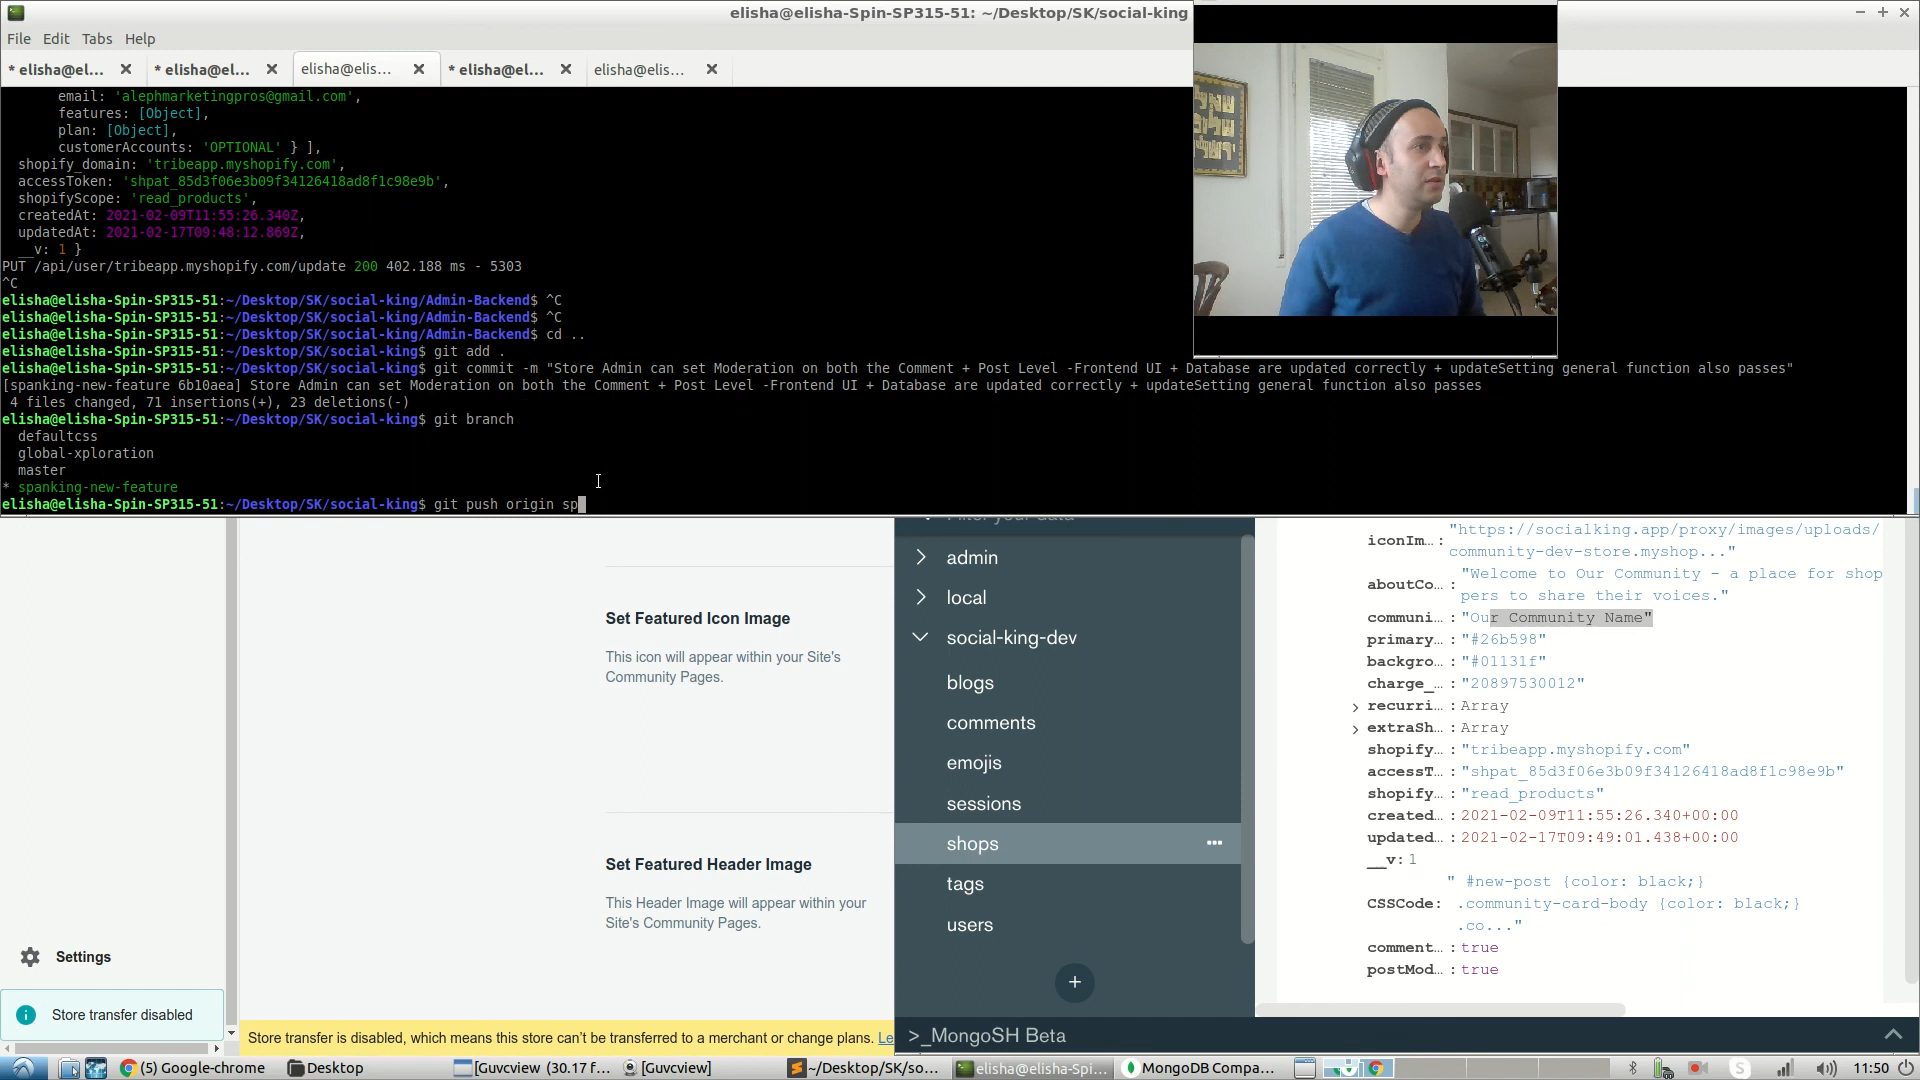 elisha@elisha-Spin-SP315-51: ~/Desktop/SK/social-king
File Edit Tabs Help
* elisha@el... * elisha@el... elisha@elis... * elisha@el... elisha@elis...
email: 'alephmarketingpros@gmail.com',
features: [Object],
plan: [Object],
customerAccounts: 'OPTIONAL' } ],
shopify_domain: 'tribeapp.myshopify.com',
accessToken: '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',
shopifyScope: 'read_products',
createdAt: 2021-02-09T11:55:26.340Z,
updatedAt: 2021-02-17T09:48:12.869Z,
__v: 1 }
PUT /api/user/tribeapp.myshopify.com/update 200 402.188 ms - 5303
^C
elisha@elisha-Spin-SP315-51:~/Desktop/SK/social-king/Admin-Backend$ ^C
elisha@elisha-Spin-SP315-51:~/Desktop/SK/social-king/Admin-Backend$ ^C
elisha@elisha-Spin-SP315-51:~/Desktop/SK/social-king/Admin-Backend$ cd ..
elisha@elisha-Spin-SP315-51:~/Desktop/SK/social-king$ git add .
elisha@elisha-Spin-SP315-51:~/Desktop/SK/social-king$ git commit -m "Store Admin can set Moderation on both the Comment + Post Level -Frontend UI + Database are updated correctly + updateSetting general function also passes"
[spanking-new-feature 6b10aea] Store Admin can set Moderation on both the Comment + Post Level -Frontend UI + Database are updated correctly + updateSetting general function also passes
4 files changed, 71 insertions(+), 23 deletions(-)
elisha@elisha-Spin-SP315-51:~/Desktop/SK/social-king$ git branch
defaultcss
global-xploration
master
* spanking-new-feature
elisha@elisha-Spin-SP315-51:~/Desktop/SK/social-king$ git push origin sp
Set Featured Icon Image
This icon will appear within your Site's
Community Pages.
Set Featured Header Image
This Header Image will appear within your
Site's Community Pages.
Settings
Store transfer disabled
Store transfer is disabled, which means this store can't be transferred to a merchant or change plans. Le
admin
local
social-king-dev
blogs
comments
emojis
sessions
shops
tags
users
>_MongoSH Beta
"https://socialking.app/proxy/images/uploads/
iconIm... :
community-dev-store.myshop..."
"Welcome to Our Community - a place for shop
aboutCo... :
pers to share their voices."
communi... : "Our Community Name"
primary... : "#26b598"
backgro... : "#01131f"
charge_... : "20897530012"
recurri... : Array
extraSh... : Array
shopify... : "tribeapp.myshopify.com"
accessT... : "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"
shopify... : "read_products"
created... : 2021-02-09T11:55:26.340+00:00
updated... : 2021-02-17T09:49:01.438+00:00
__v: 1
" #new-post {color: black;}
CSSCode: .community-card-body {color: black;}
.co..."
comment... : true
postMod... : true
(5) Google-chrome Desktop [Guvcview (30.17 f... [Guvcview] ~/Desktop/SK/so... elisha@elisha-Spi... MongoDB Compa... 11:50